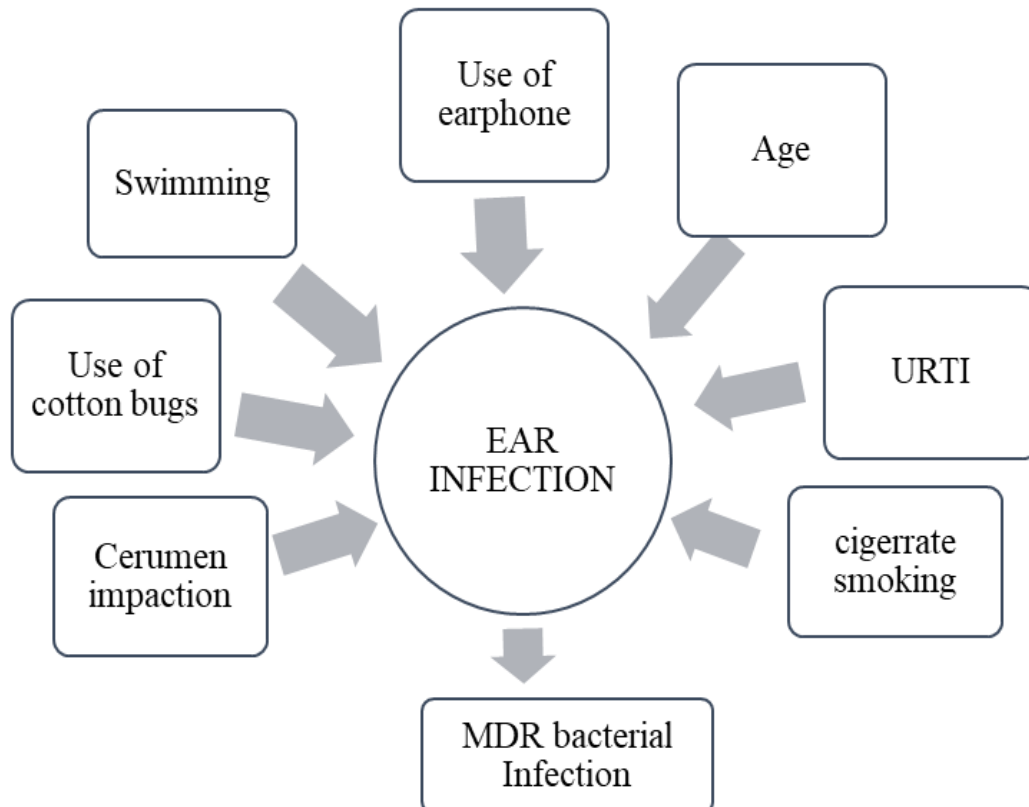 Use of
earphone
Age
Swimming
URTI
Use of
cotton bugs
EAR
INFECTION
cigerrate
smoking
Cerumen
impaction
MDR bacterial
Infection